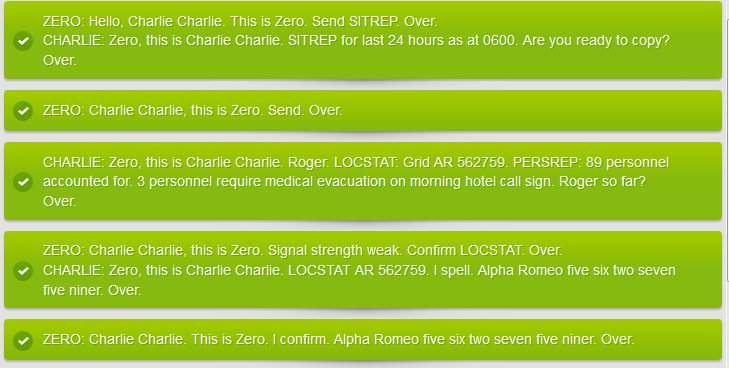 ZERO: Hello, Charlie Charlie. This is Zero. Send SITREP. Over.
CHARLIE: Zero, this is Charlie Charlie. SITREP for last 24 hours as at 0600. Are you ready to copy?
Over.
ZERO: Charlie Charlie, this is Zero. Send. Over.
CHARLIE: Zero, this is Charlie Charlie. Roger. LOCSTAT: Grid AR 562759. PERSREP: 89 personnel
accounted for. 3 personnel require medical evacuation on morning hotel call sign. Roger so far?
Over.
ZERO: Charlie Charlie, this is Zero. Signal strength weak. Confirm LOCSTAT. Over.
CHARLIE: Zero, this is Charlie Charlie. LOCSTAT AR 562759. I spell. Alpha Romeo five six two seven
five niner. Over.
ZERO: Charlie Charlie. This is Zero. I confirm. Alpha Romeo five six two seven five niner. Over.